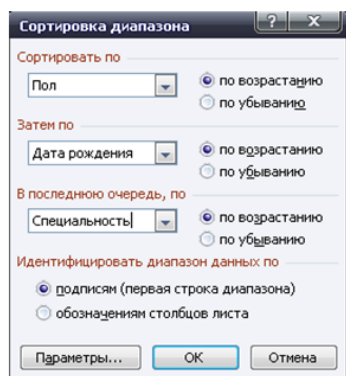 Сортировка диапазона
Сортировать по
Пол
по возрастанию
по убыванию
Затем по
Дата рождения
по возрастанию
по убыванию
В последнюю очередь, по
Специальность
по возрастанию
по убыванию
Идентифицировать диапазон данных по
подписям (первая строка диапазона)
обозначениям столбцов листа
Параметры... ОК Отмена